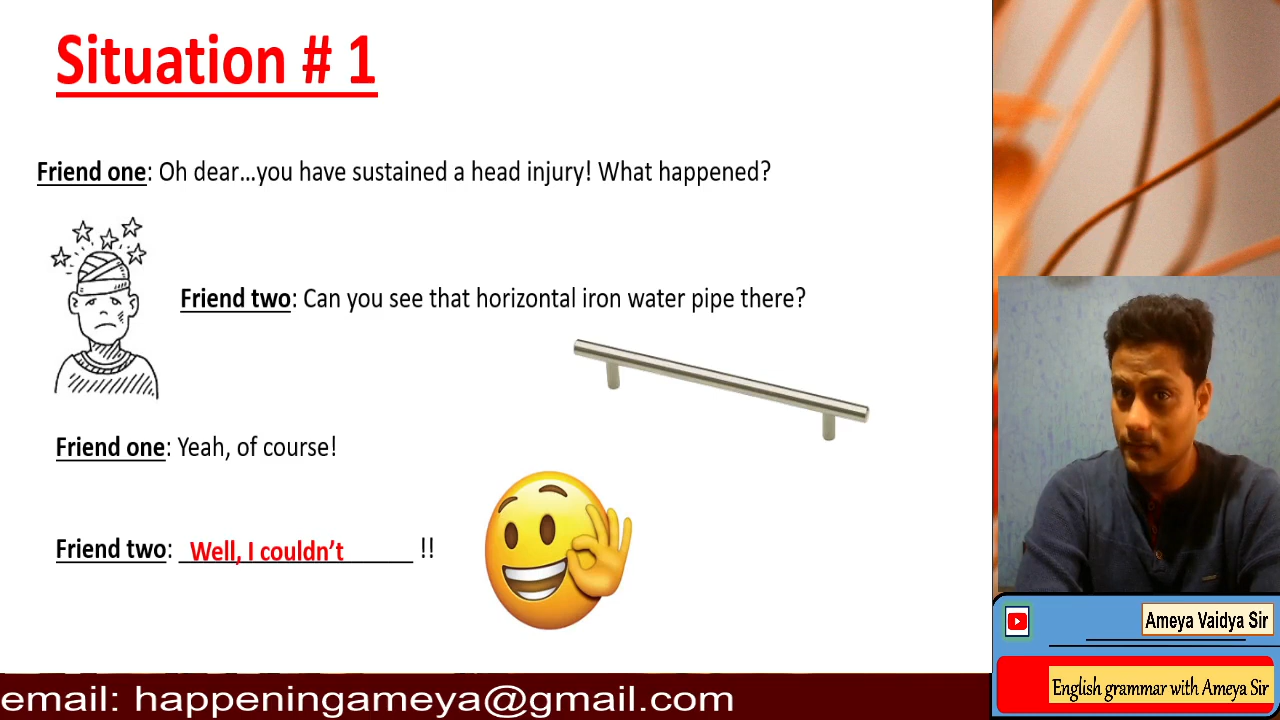 Situation # 1
Friend one: Oh dear...you have sustained a head injury! What happened?
Friend two: Can you see that horizontal iron water pipe there?
Friend one: Yeah, of course!
Friend two: ___Well, I couldn’t___ !!
Ameya Vaidya Sir
English grammar with Ameya Sir
email: happeningameya@gmail.com